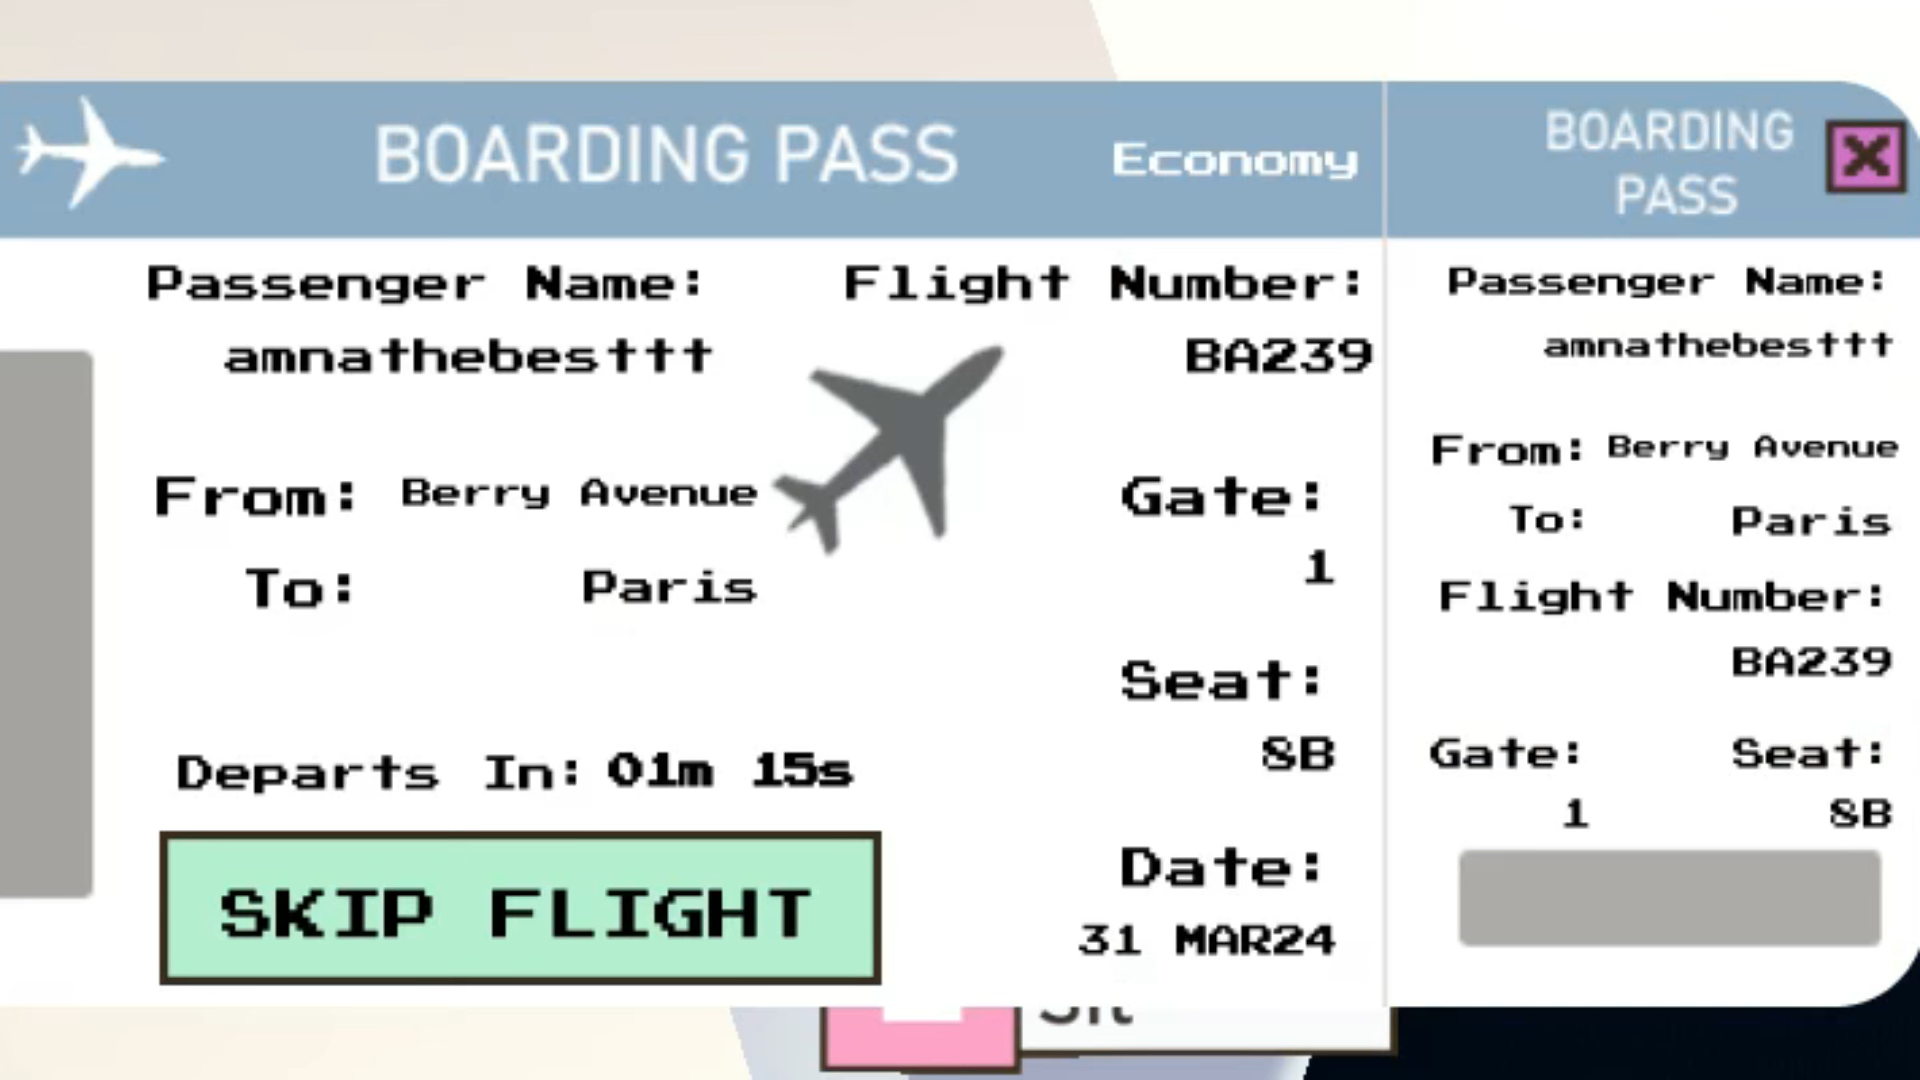 BOARDING PASS
Economy
Passenger Name:
amnathebesttt
Flight Number:
BA239
From: Berry Avenue
To: Paris
Gate:
1
Seat:
8B
Departs In: 01m 15s
Date:
31 MAR24
SKIP FLIGHT
BOARDING
PASS
Passenger Name:
amnathebesttt
From: Berry Avenue
To: Paris
Flight Number:
BA239
Gate: Seat:
1 8B